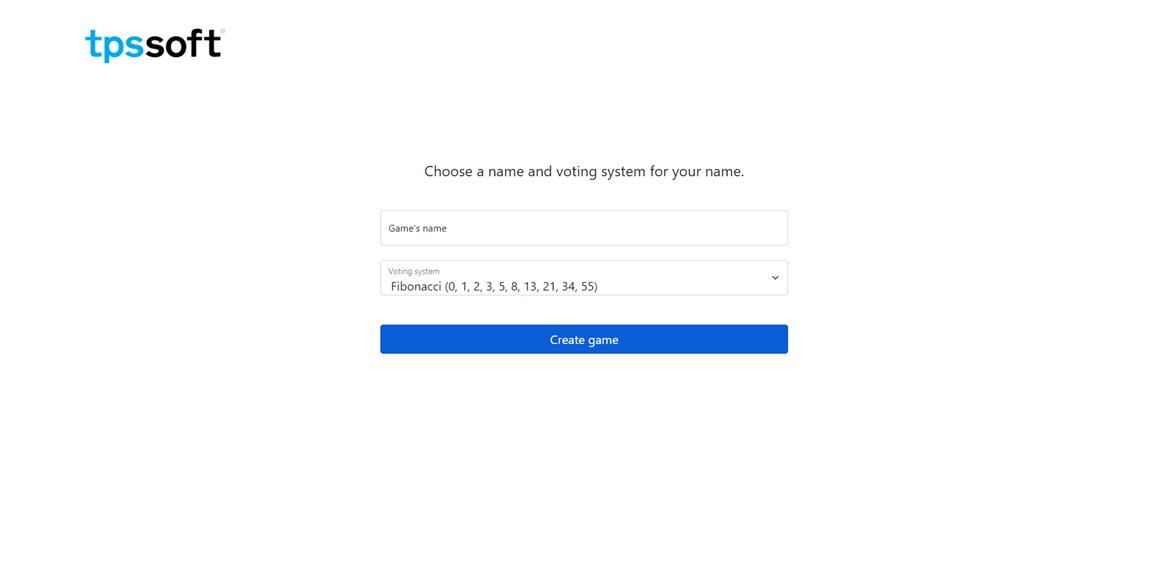 tpssoft®
Choose a name and voting system for your name.
Game's name
Voting system
Fibonacci (0, 1, 2, 3, 5, 8, 13, 21, 34, 55)
Create game